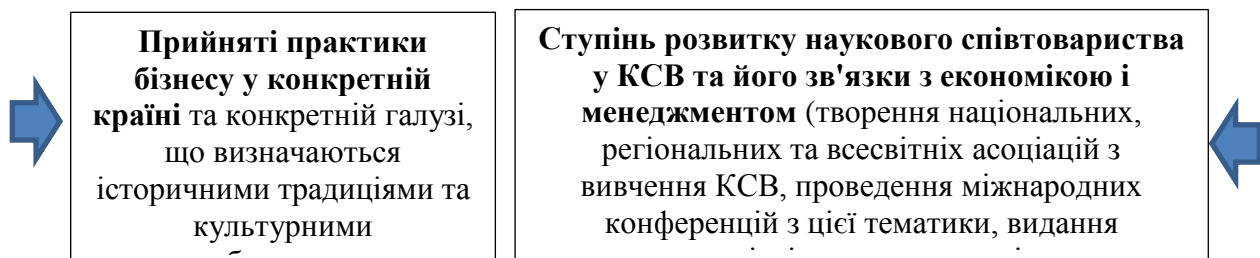 Прийняті практики
бізнесу у конкретній
країні та конкретній галузі,
що визначаються
історичними традиціями та
культурними
Ступінь розвитку наукового співтовариства
у КСВ та його зв'язки з економікою і
менеджментом (творення національних,
регіональних та всесвітніх асоціацій з
вивчення КСВ, проведення міжнародних
конференцій з цієї тематики, видання